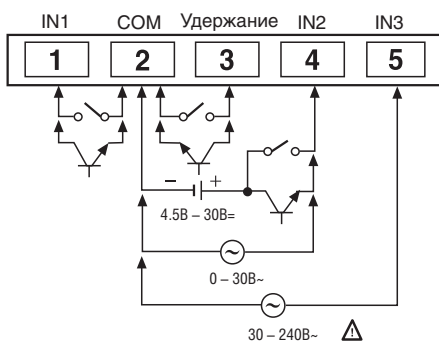 IN1 COM Удержание IN2 IN3
1 2 3 4 5
− +
4.5В – 30В=
0 – 30В~
30 – 240В~